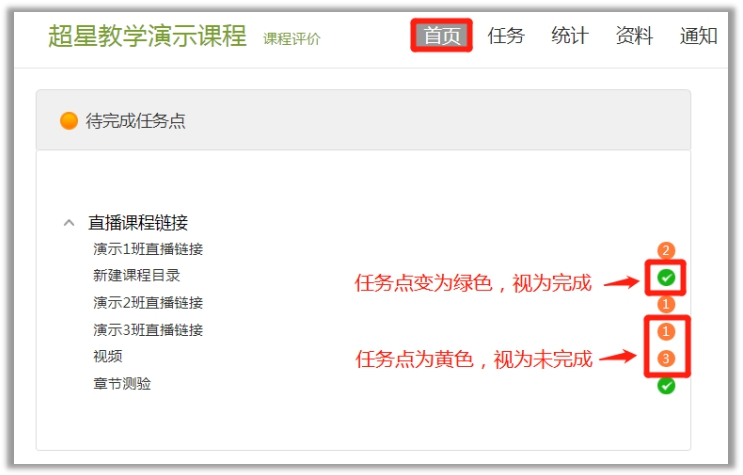 超星教学演示课程 课程评价 首页 任务 统计 资料 通知
待完成任务点
直播课程链接
演示1班直播链接 2
新建课程目录
任务点变为绿色，视为完成
演示2班直播链接 1
演示3班直播链接 1
视频 3
任务点为黄色，视为未完成
章节测验